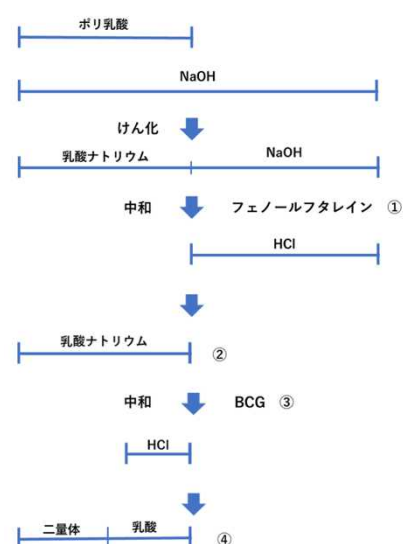 ポリ乳酸
NaOH
けん化
乳酸ナトリウム NaOH
中和 フェノールフタレイン ①
HCl
乳酸ナトリウム ②
中和 BCG ③
HCl
二量体 乳酸 ④